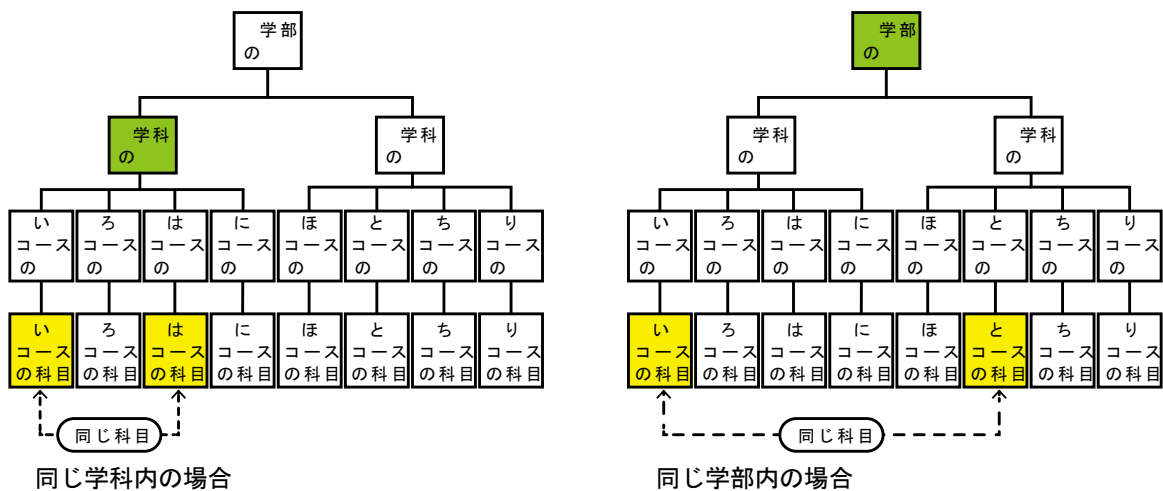 学部
の
学科
の
学科
の
い
コース
の
ろ
コース
の
は
コース
の
に
コース
の
ほ
コース
の
と
コース
の
ち
コース
の
り
コース
の
い
コース
の科目
ろ
コース
の科目
は
コース
の科目
に
コース
の科目
ほ
コース
の科目
と
コース
の科目
ち
コース
の科目
り
コース
の科目
同じ科目
同じ学科内の場合
学部
の
学科
の
学科
の
い
コース
の
ろ
コース
の
は
コース
の
に
コース
の
ほ
コース
の
と
コース
の
ち
コース
の
り
コース
の
い
コース
の科目
ろ
コース
の科目
は
コース
の科目
に
コース
の科目
ほ
コース
の科目
と
コース
の科目
ち
コース
の科目
り
コース
の科目
同じ科目
同じ学部内の場合